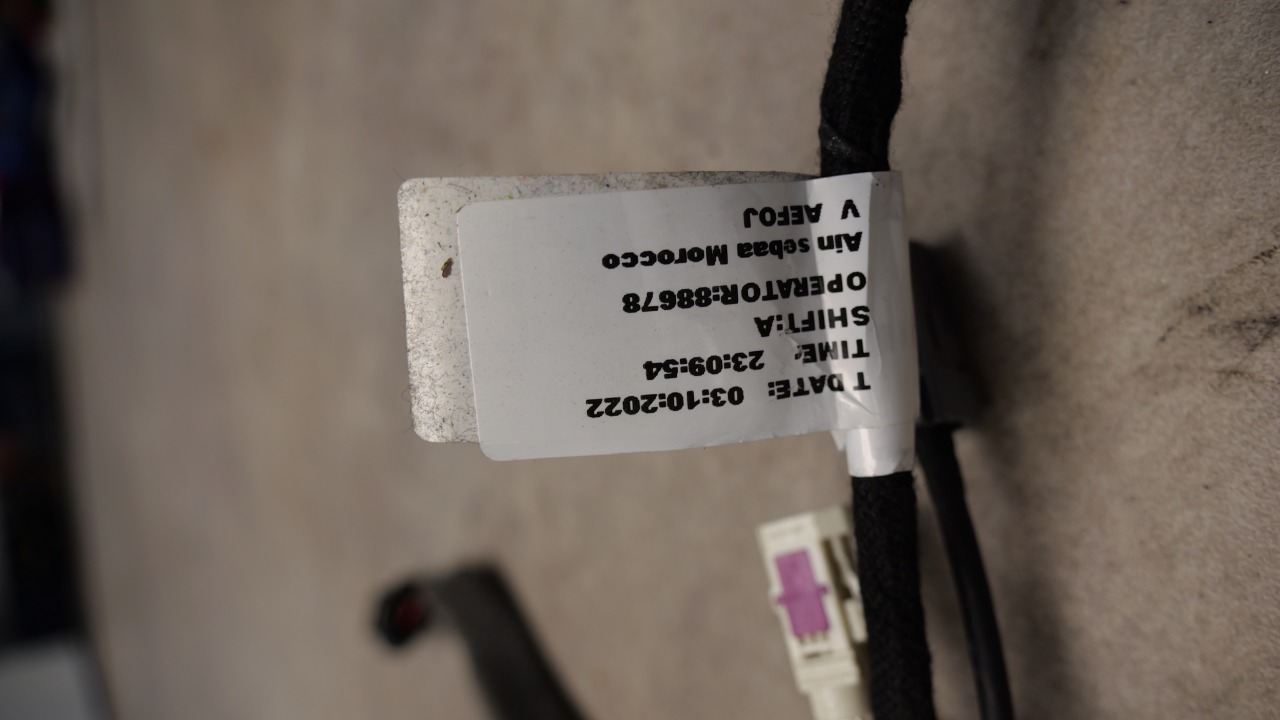 T DATE: 03:10:2022
TIME: 23:09:54
SHIFT:A
OPERATOR:88678
Ain sebaa Morocco
V AEFOJ